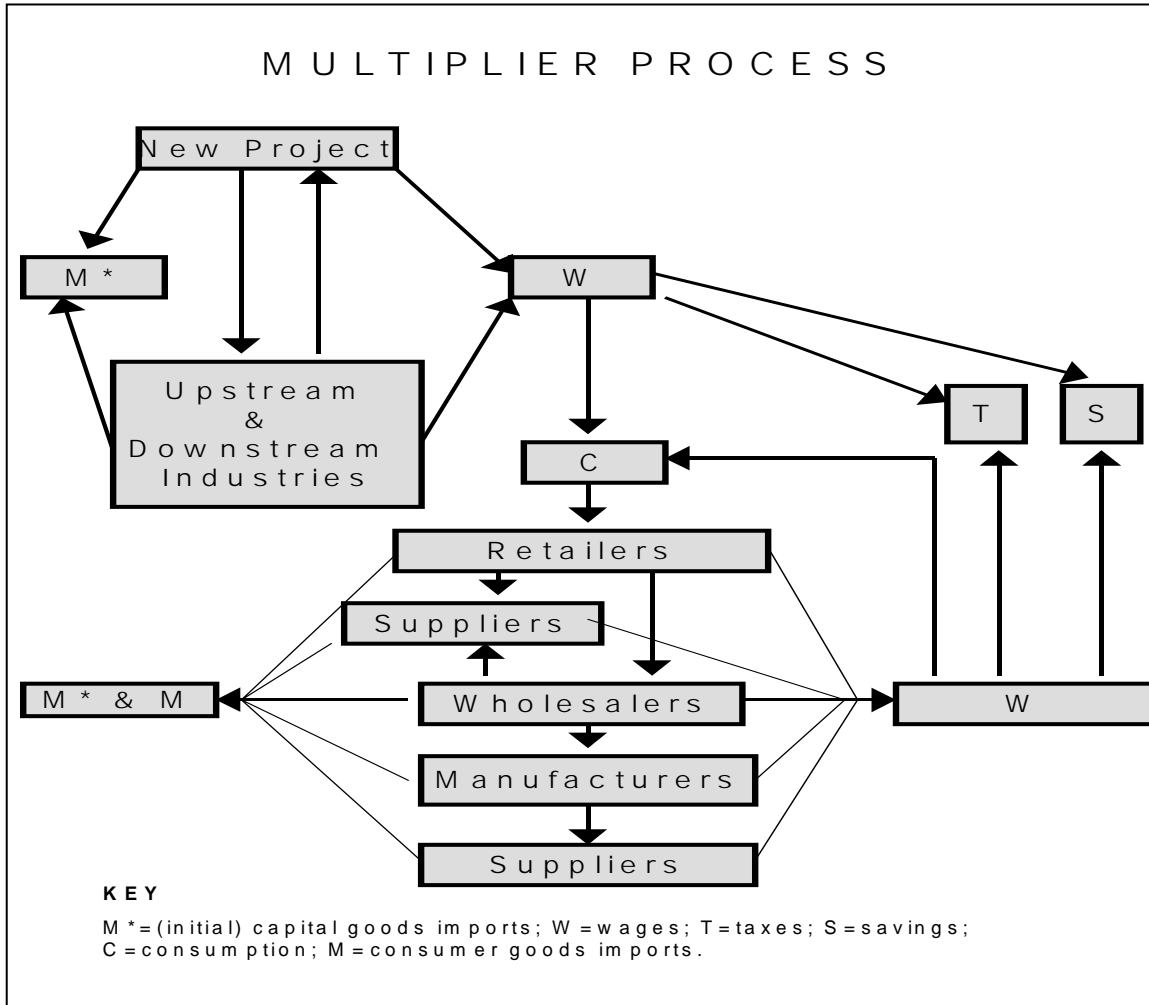 MULTIPLIER PROCESS
New Project
M*
W
Upstream
&
Downstream
Industries
T
S
C
Retailers
Suppliers
M* & M
Wholesalers
W
Manufacturers
Suppliers
KEY
M*=(initial) capital goods imports; W=wages; T=taxes; S=savings;
C=consumption; M=consumer goods imports.